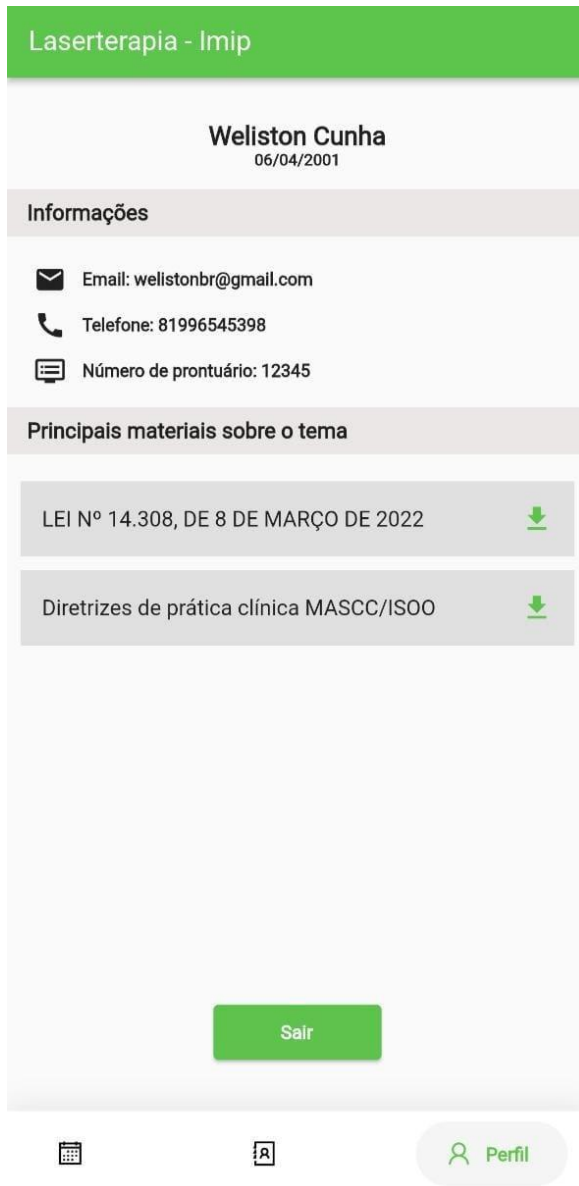 Laserterapia - Imip
Weliston Cunha
06/04/2001
Informações
Email: welistonbr@gmail.com
Telefone: 81996545398
Número de prontuário: 12345
Principais materiais sobre o tema
LEI Nº 14.308, DE 8 DE MARÇO DE 2022
Diretrizes de prática clínica MASCC/ISOO
Sair
Perfil